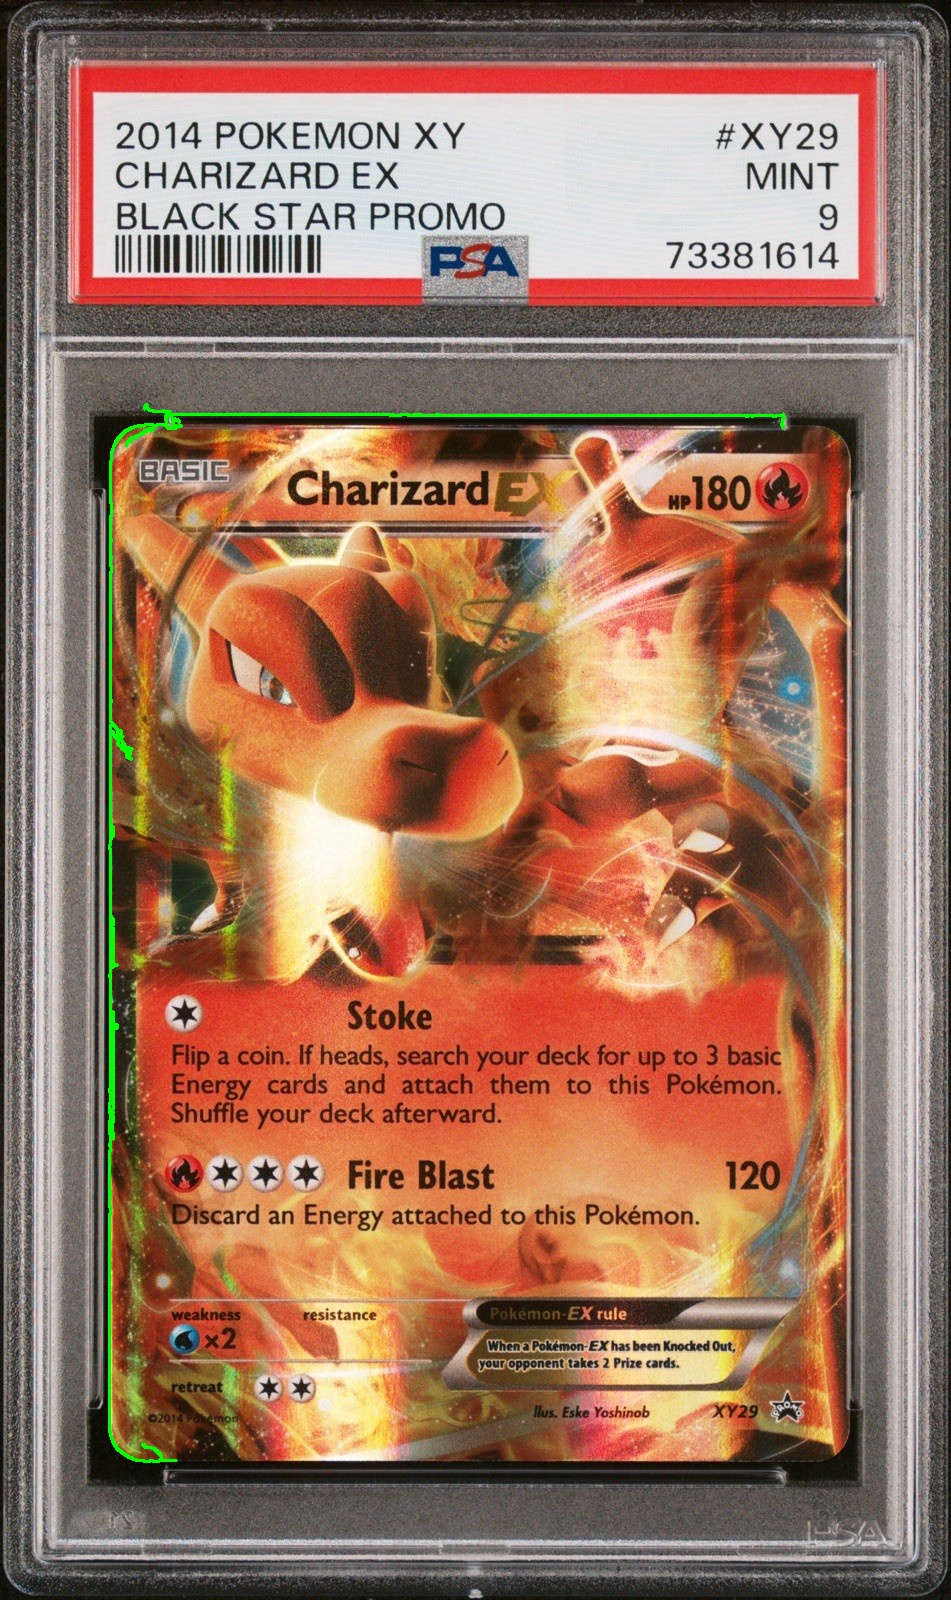 2014 POKEMON XY #XY29
CHARIZARD EX MINT
BLACK STAR PROMO 9
PSA 73381614
BASIC Charizard EX HP 180
Stoke
Flip a coin. If heads, search your deck for up to 3 basic
Energy cards and attach them to this Pokémon.
Shuffle your deck afterward.
Fire Blast 120
Discard an Energy attached to this Pokémon.
weakness resistance
×2
Pokémon-EX rule
When a Pokémon-EX has been Knocked Out,
your opponent takes 2 Prize cards.
retreat
©2014 Pokémon Illus. Eske Yoshinob XY29 PROMO
PSA